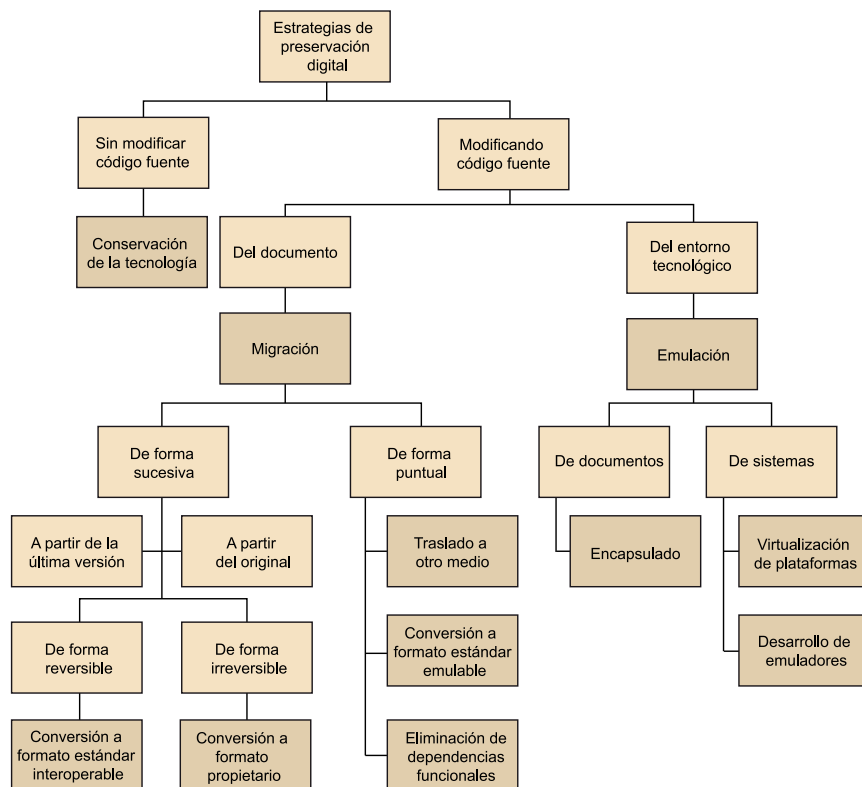 Estrategias de
preservación
digital
Sin modificar
código fuente
Modificando
código fuente
Conservación
de la tecnología
Del documento
Del entorno
tecnológico
Migración
Emulación
De forma
sucesiva
De forma
puntual
De documentos
De sistemas
A partir de la
última versión
A partir
del original
Traslado a
otro medio
Encapsulado
Virtualización
de plataformas
De forma
reversible
De forma
irreversible
Conversión a
formato estándar
emulable
Desarrollo de
emuladores
Conversión a
formato estándar
interoperable
Conversión a
formato
propietario
Eliminación de
dependencias
funcionales